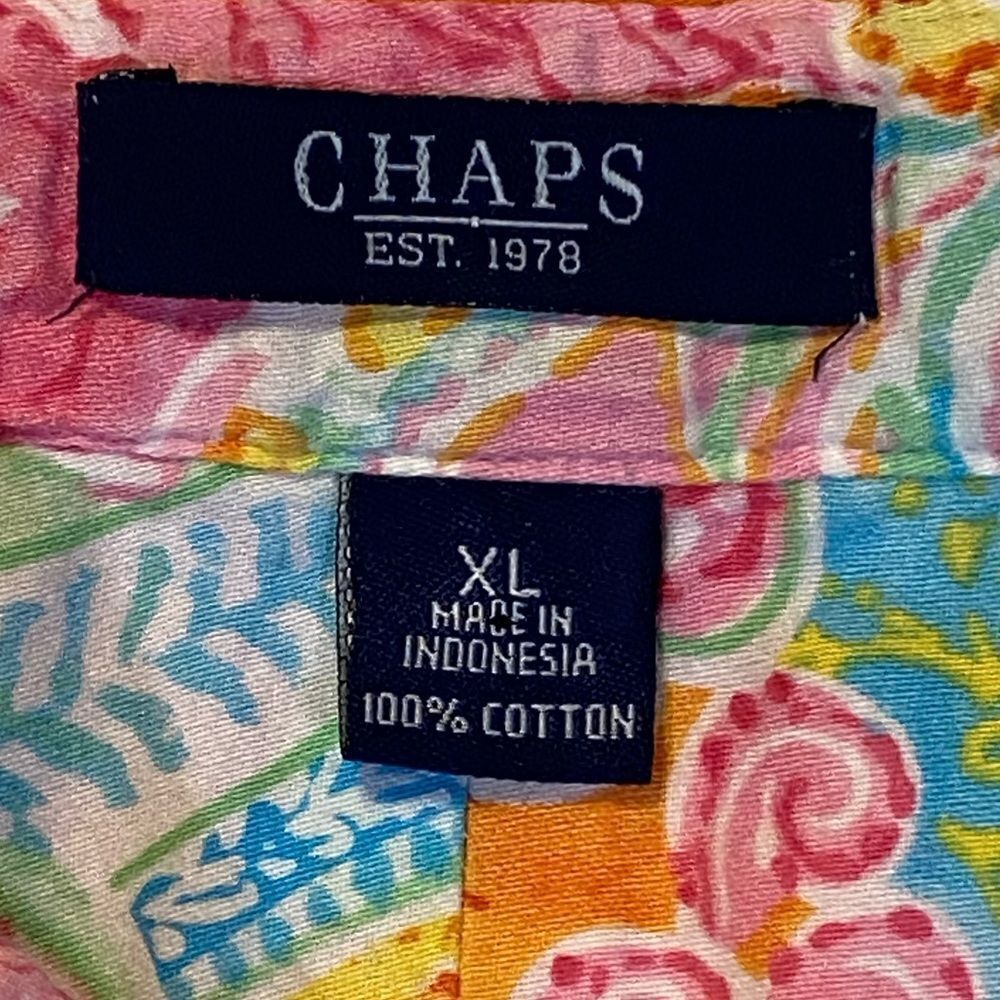 CHAPS
EST. 1978
XL
MADE IN
INDONESIA
100% COTTON